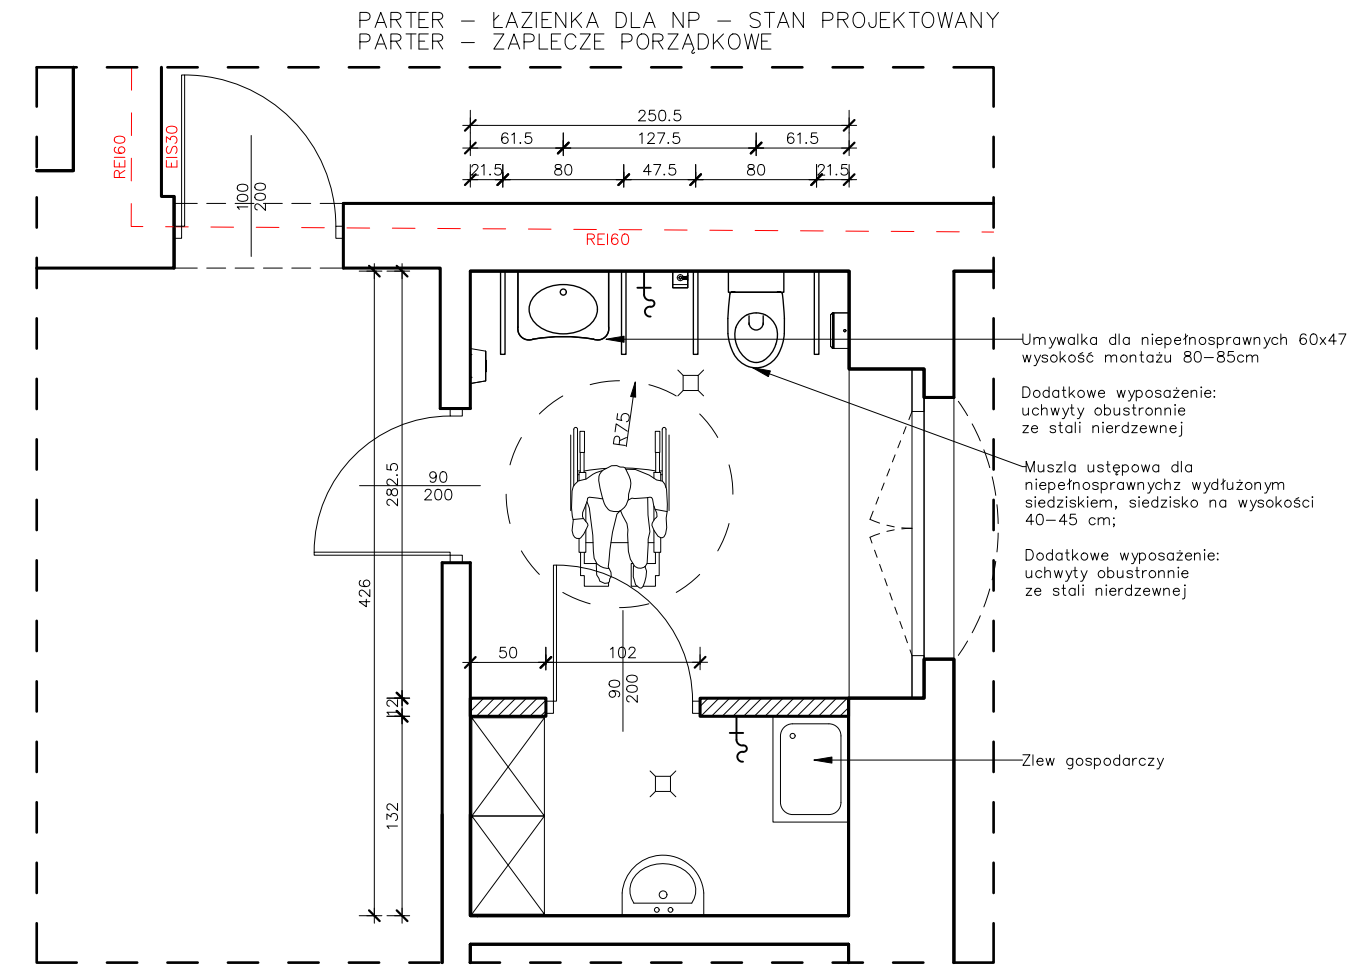 PARTER – ŁAZIENKA DLA NP – STAN PROJEKTOWANY
PARTER – ZAPLECZE PORZĄDKOWE
250.5
61.5
127.5
61.5
21.5
80
47.5
80
21.5
REI60
EIS30
100
200
REI60
Umywalka dla niepełnosprawnych 60x47
wysokość montażu 80–85cm
Dodatkowe wyposażenie:
uchwyty obustronnie
ze stali nierdzewnej
R75
Muszla ustępowa dla
niepełnosprawnychz wydłużonym
siedziskiem, siedzisko na wysokości
40–45 cm;
Dodatkowe wyposażenie:
uchwyty obustronnie
ze stali nierdzewnej
282.5
90
200
426
50
102
90
200
12
132
Zlew gospodarczy